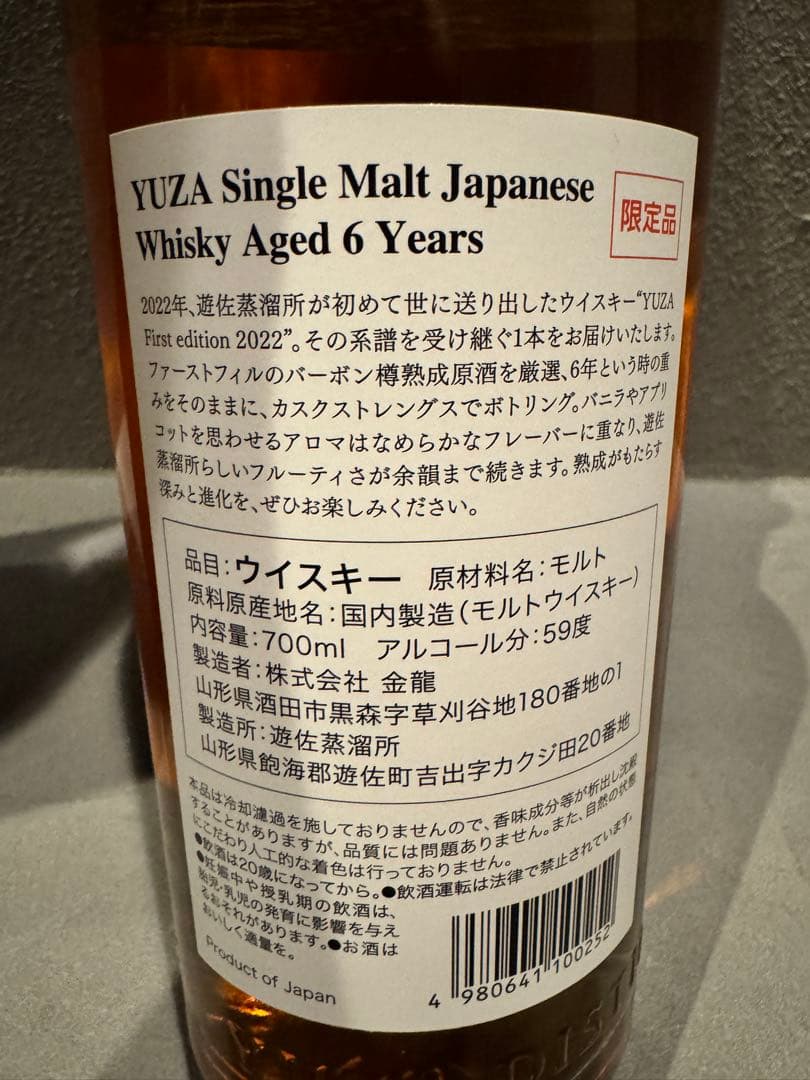 YUZA Single Malt Japanese
Whisky Aged 6 Years
限定品
2022年、遊佐蒸溜所が初めて世に送り出したウイスキー“YUZA
First edition 2022”。その系譜を受け継ぐ1本をお届けいたします。
ファーストフィルのバーボン樽熟成原酒を厳選、6年という時の重
みをそのままに、カスクストレングスでボトリング。バニラやアプリ
コットを思わせるアロマはなめらかなフレーバーに重なり、遊佐
蒸溜所らしいフルーティさが余韻まで続きます。熟成がもたらす
深みと進化を、ぜひお楽しみください。
品目:ウイスキー 原材料名:モルト
原料原産地名:国内製造(モルトウイスキー)
内容量:700ml アルコール分:59度
製造者:株式会社 金龍
山形県酒田市黒森字草刈谷地180番地の1
製造所:遊佐蒸溜所
山形県飽海郡遊佐町吉出字カクジ田20番地
本品は冷却濾過を施しておりませんので、香味成分等が析出し沈殿
することがありますが、品質には問題ありません。また、自然の状態
にこだわり人工的な着色は行っておりません。
●飲酒は20歳になってから。●飲酒運転は法律で禁止されています。
●妊娠中や授乳期の飲酒は、
胎児・乳児の発育に影響を与え
るおそれがあります。●お酒は
おいしく適量を。
Product of Japan
4 980641 100252